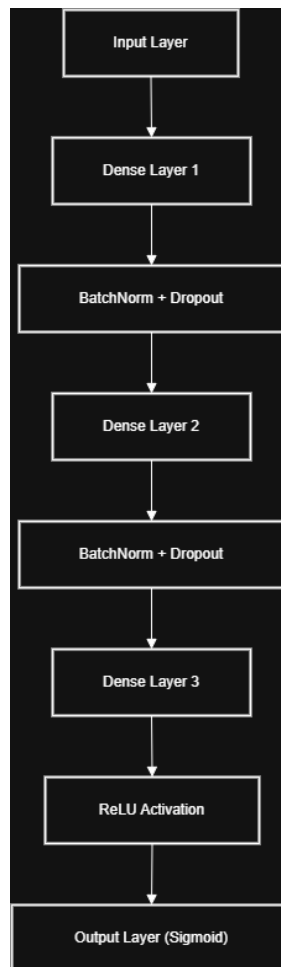 Input Layer
Dense Layer 1
BatchNorm + Dropout
Dense Layer 2
BatchNorm + Dropout
Dense Layer 3
ReLU Activation
Output Layer (Sigmoid)